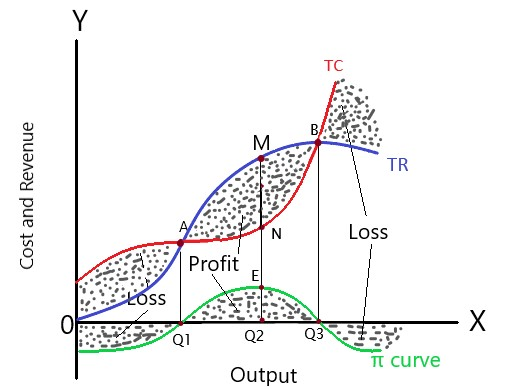 Y
TC
M
B
TR
Cost and Revenue
A
N
Loss
Profit
Loss
E
0
X
Q1
Q2
Q3
π curve
Output